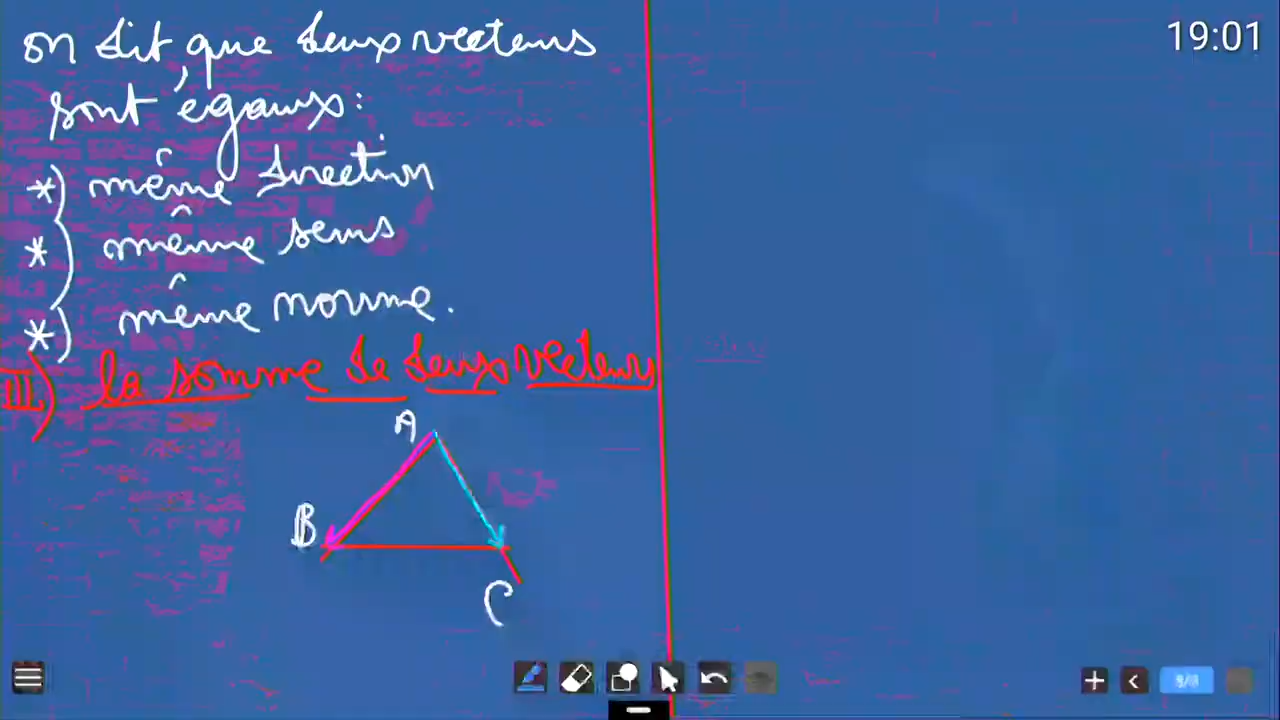 on dit que deux vecteurs
sont égaux:
*) même direction
*) même sens
*) même norme.
III) la somme de deux vecteurs
A
B
C
19:01